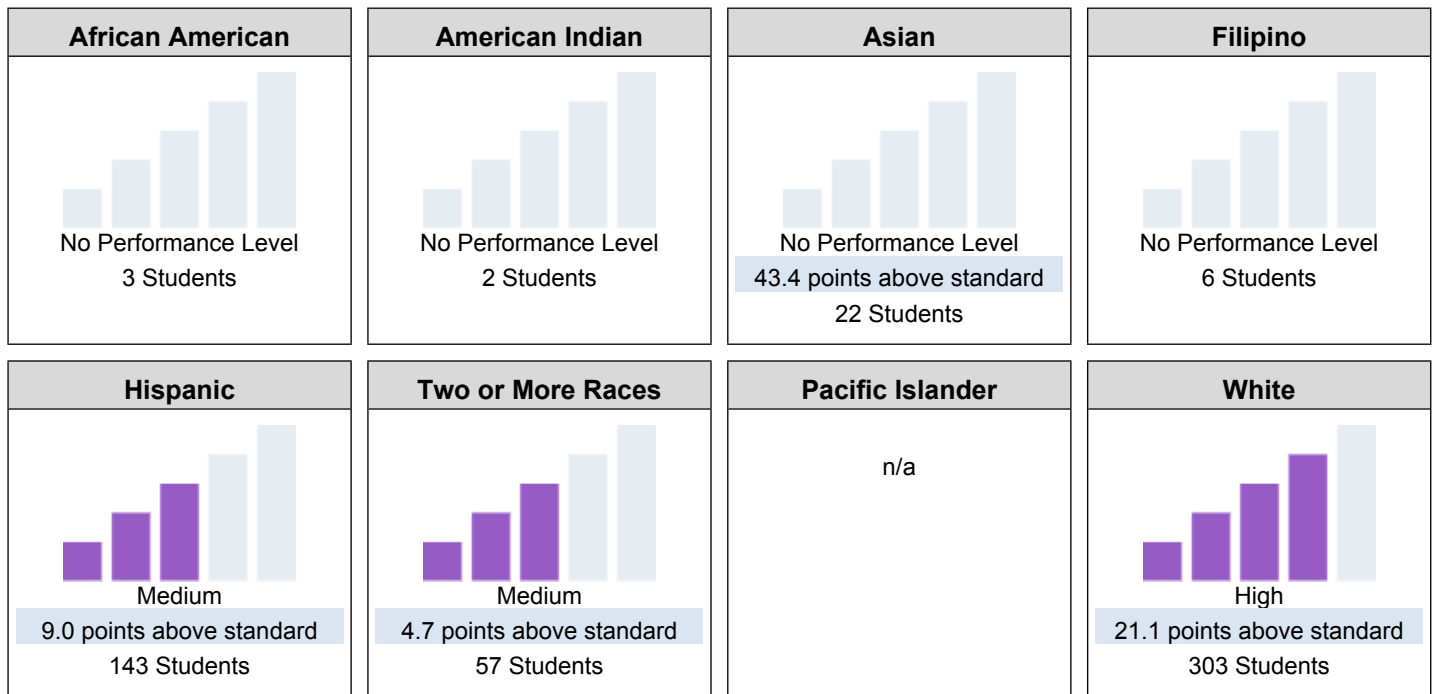 African American
No Performance Level
3 Students
American Indian
No Performance Level
2 Students
Asian
No Performance Level
43.4 points above standard
22 Students
Filipino
No Performance Level
6 Students
Hispanic
Medium
9.0 points above standard
143 Students
Two or More Races
Medium
4.7 points above standard
57 Students
Pacific Islander
n/a
White
High
21.1 points above standard
303 Students